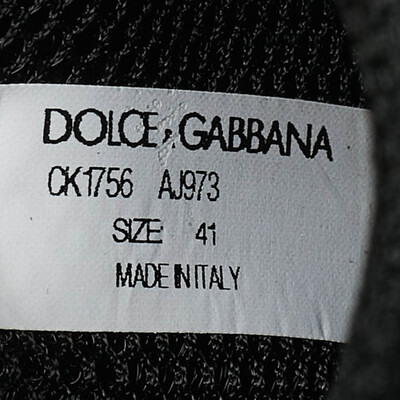 DOLCE & GABBANA
CK1756 AJ973
SIZE 41
MADE IN ITALY